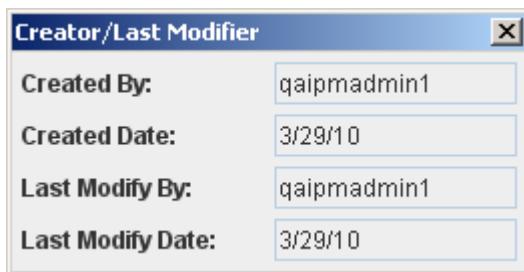 Creator/Last Modifier
Created By: qaipmadmin1
Created Date: 3/29/10
Last Modify By: qaipmadmin1
Last Modify Date: 3/29/10